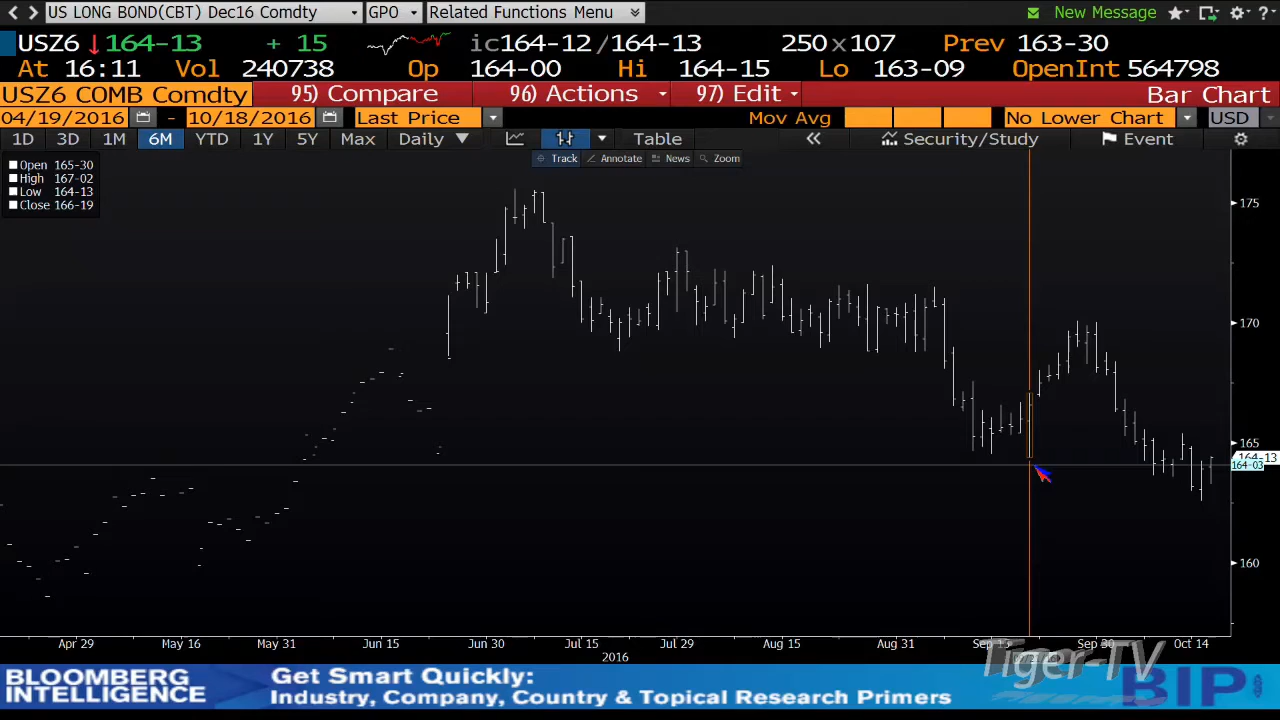 US LONG BOND(CBT) Dec16 Comdty GPO Related Functions Menu New Message
USZ6 ↓164-13 + 15 ic164-12/164-13 250x107 Prev 163-30
At 16:11 Vol 240738 Op 164-00 Hi 164-15 Lo 163-09 OpenInt 564798
USZ6 COMB Comdty 95) Compare 96) Actions 97) Edit Bar Chart
04/19/2016 - 10/18/2016 Last Price Mov Avg No Lower Chart USD
1D 3D 1M 6M YTD 1Y 5Y Max Daily Table « Security/Study Event
Track Annotate News Zoom
Open 165-30
High 167-02
Low 164-13
Close 166-19
175
170
165
164-13
164-03
160
Apr 29 May 16 May 31 Jun 15 Jun 30 Jul 15 Jul 29 Aug 15 Aug 31 Sep 15 Sep 30 Oct 14
2016
Tiger-TV
BLOOMBERG
INTELLIGENCE
Get Smart Quickly:
Industry, Company, Country & Topical Research Primers
BIP